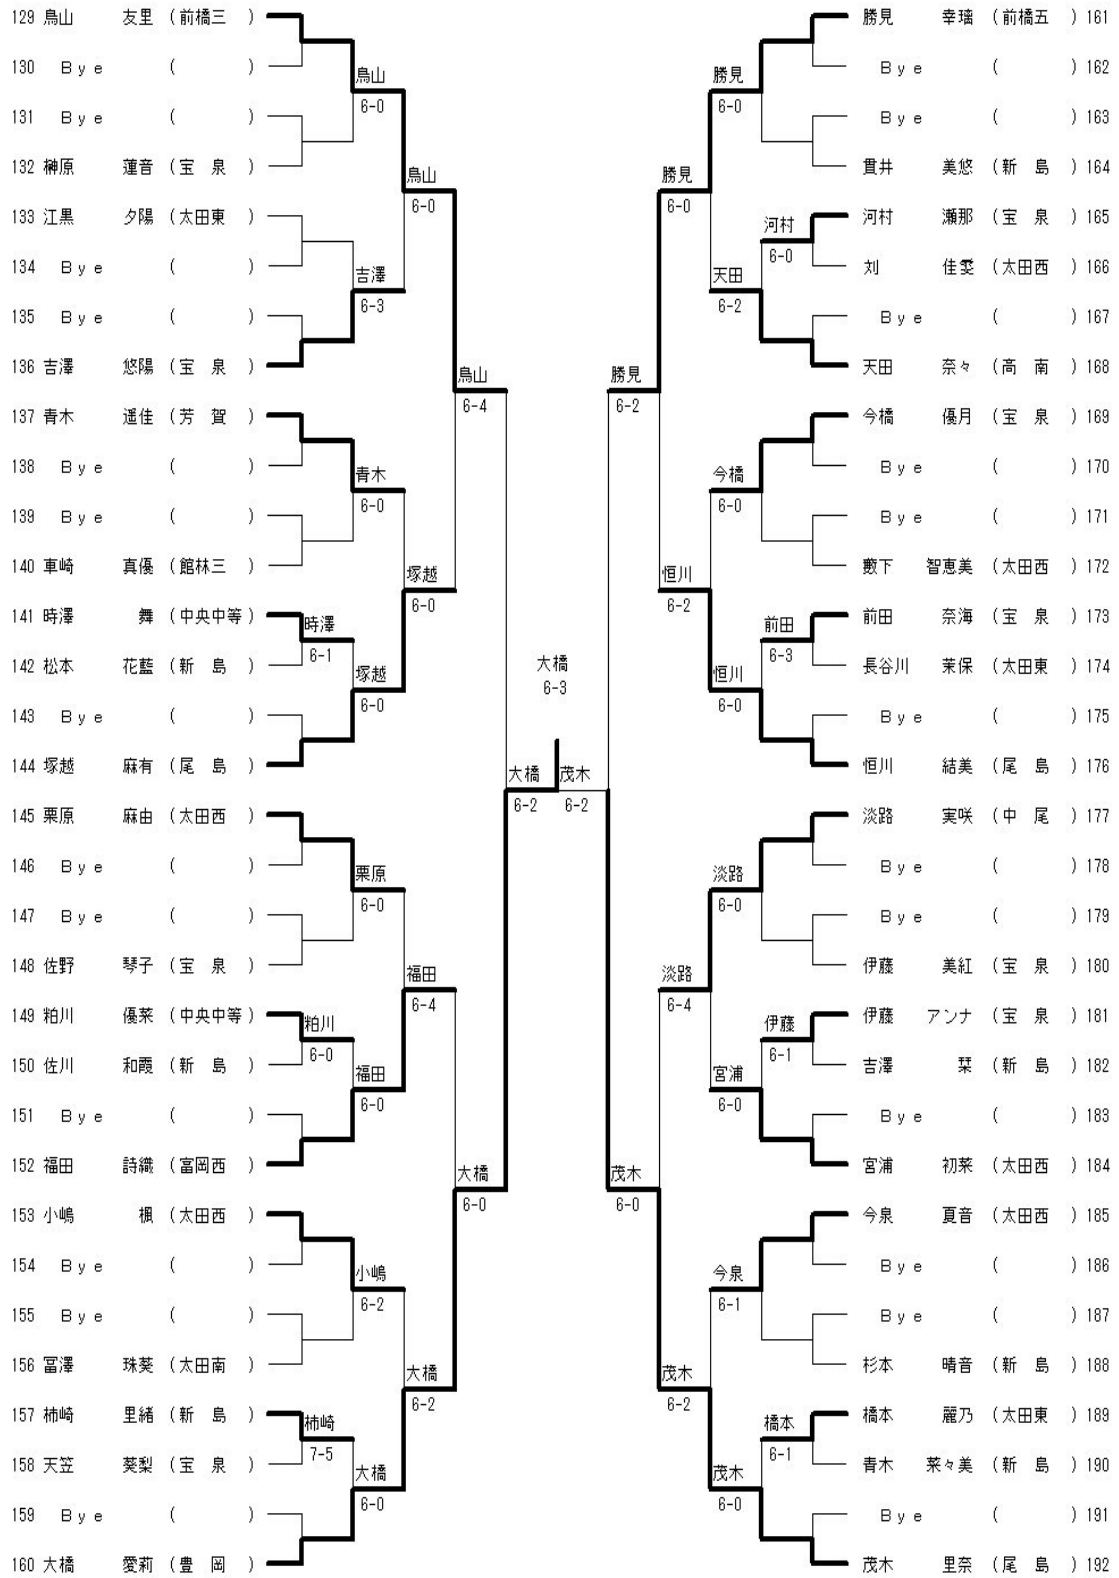 129 鳥山 友里 (前橋三 )
130 Bye ( )
鳥山
6-0
131 Bye ( )
132 榊原 蓮音 (宝 泉 )
鳥山
6-0
133 江黒 夕陽 (太田東 )
134 Bye ( )
吉澤
6-3
135 Bye ( )
136 吉澤 悠陽 (宝 泉 )
鳥山
6-4
137 青木 遥佳 (芳 賀 )
138 Bye ( )
青木
6-0
139 Bye ( )
140 車崎 真優 (館林三 )
塚越
6-0
141 時澤 舞 (中央中等)
時澤
6-1
142 松本 花藍 (新 島 )
塚越
6-0
143 Bye ( )
144 塚越 麻有 (尾 島 )
大橋
6-2
145 栗原 麻由 (太田西 )
146 Bye ( )
栗原
6-0
147 Bye ( )
148 佐野 琴子 (宝 泉 )
福田
6-4
149 粕川 優菜 (中央中等)
粕川
6-0
150 佐川 和霞 (新 島 )
福田
6-0
151 Bye ( )
152 福田 詩織 (富岡西 )
大橋
6-0
153 小嶋 楓 (太田西 )
154 Bye ( )
小嶋
6-2
155 Bye ( )
156 冨澤 珠葵 (太田南 )
大橋
6-2
157 柿崎 里緒 (新 島 )
柿崎
7-5
158 天笠 葵梨 (宝 泉 )
大橋
6-0
159 Bye ( )
160 大橋 愛莉 (豊 岡 )
大橋
6-3
勝見 幸璃 (前橋五 ) 161
Bye ( ) 162
勝見
6-0
Bye ( ) 163
貫井 美悠 (新 島 ) 164
勝見
6-0
河村 瀬那 (宝 泉 ) 165
河村
6-0
刘 佳雯 (太田西 ) 166
天田
6-2
Bye ( ) 167
天田 奈々 (高 南 ) 168
勝見
6-2
今橋 優月 (宝 泉 ) 169
Bye ( ) 170
今橋
6-0
Bye ( ) 171
藪下 智恵美 (太田西 ) 172
恒川
6-2
前田 奈海 (宝 泉 ) 173
前田
6-3
長谷川 茉保 (太田東 ) 174
恒川
6-0
Bye ( ) 175
恒川 結美 (尾 島 ) 176
茂木
6-2
淡路 実咲 (中 尾 ) 177
Bye ( ) 178
淡路
6-0
Bye ( ) 179
伊藤 美紅 (宝 泉 ) 180
淡路
6-4
伊藤 アンナ (宝 泉 ) 181
伊藤
6-1
吉澤 栞 (新 島 ) 182
宮浦
6-0
Bye ( ) 183
宮浦 初菜 (太田西 ) 184
茂木
6-0
今泉 夏音 (太田西 ) 185
Bye ( ) 186
今泉
6-1
Bye ( ) 187
杉本 晴音 (新 島 ) 188
茂木
6-2
橋本 麗乃 (太田東 ) 189
橋本
6-1
青木 菜々美 (新 島 ) 190
茂木
6-0
Bye ( ) 191
茂木 里奈 (尾 島 ) 192